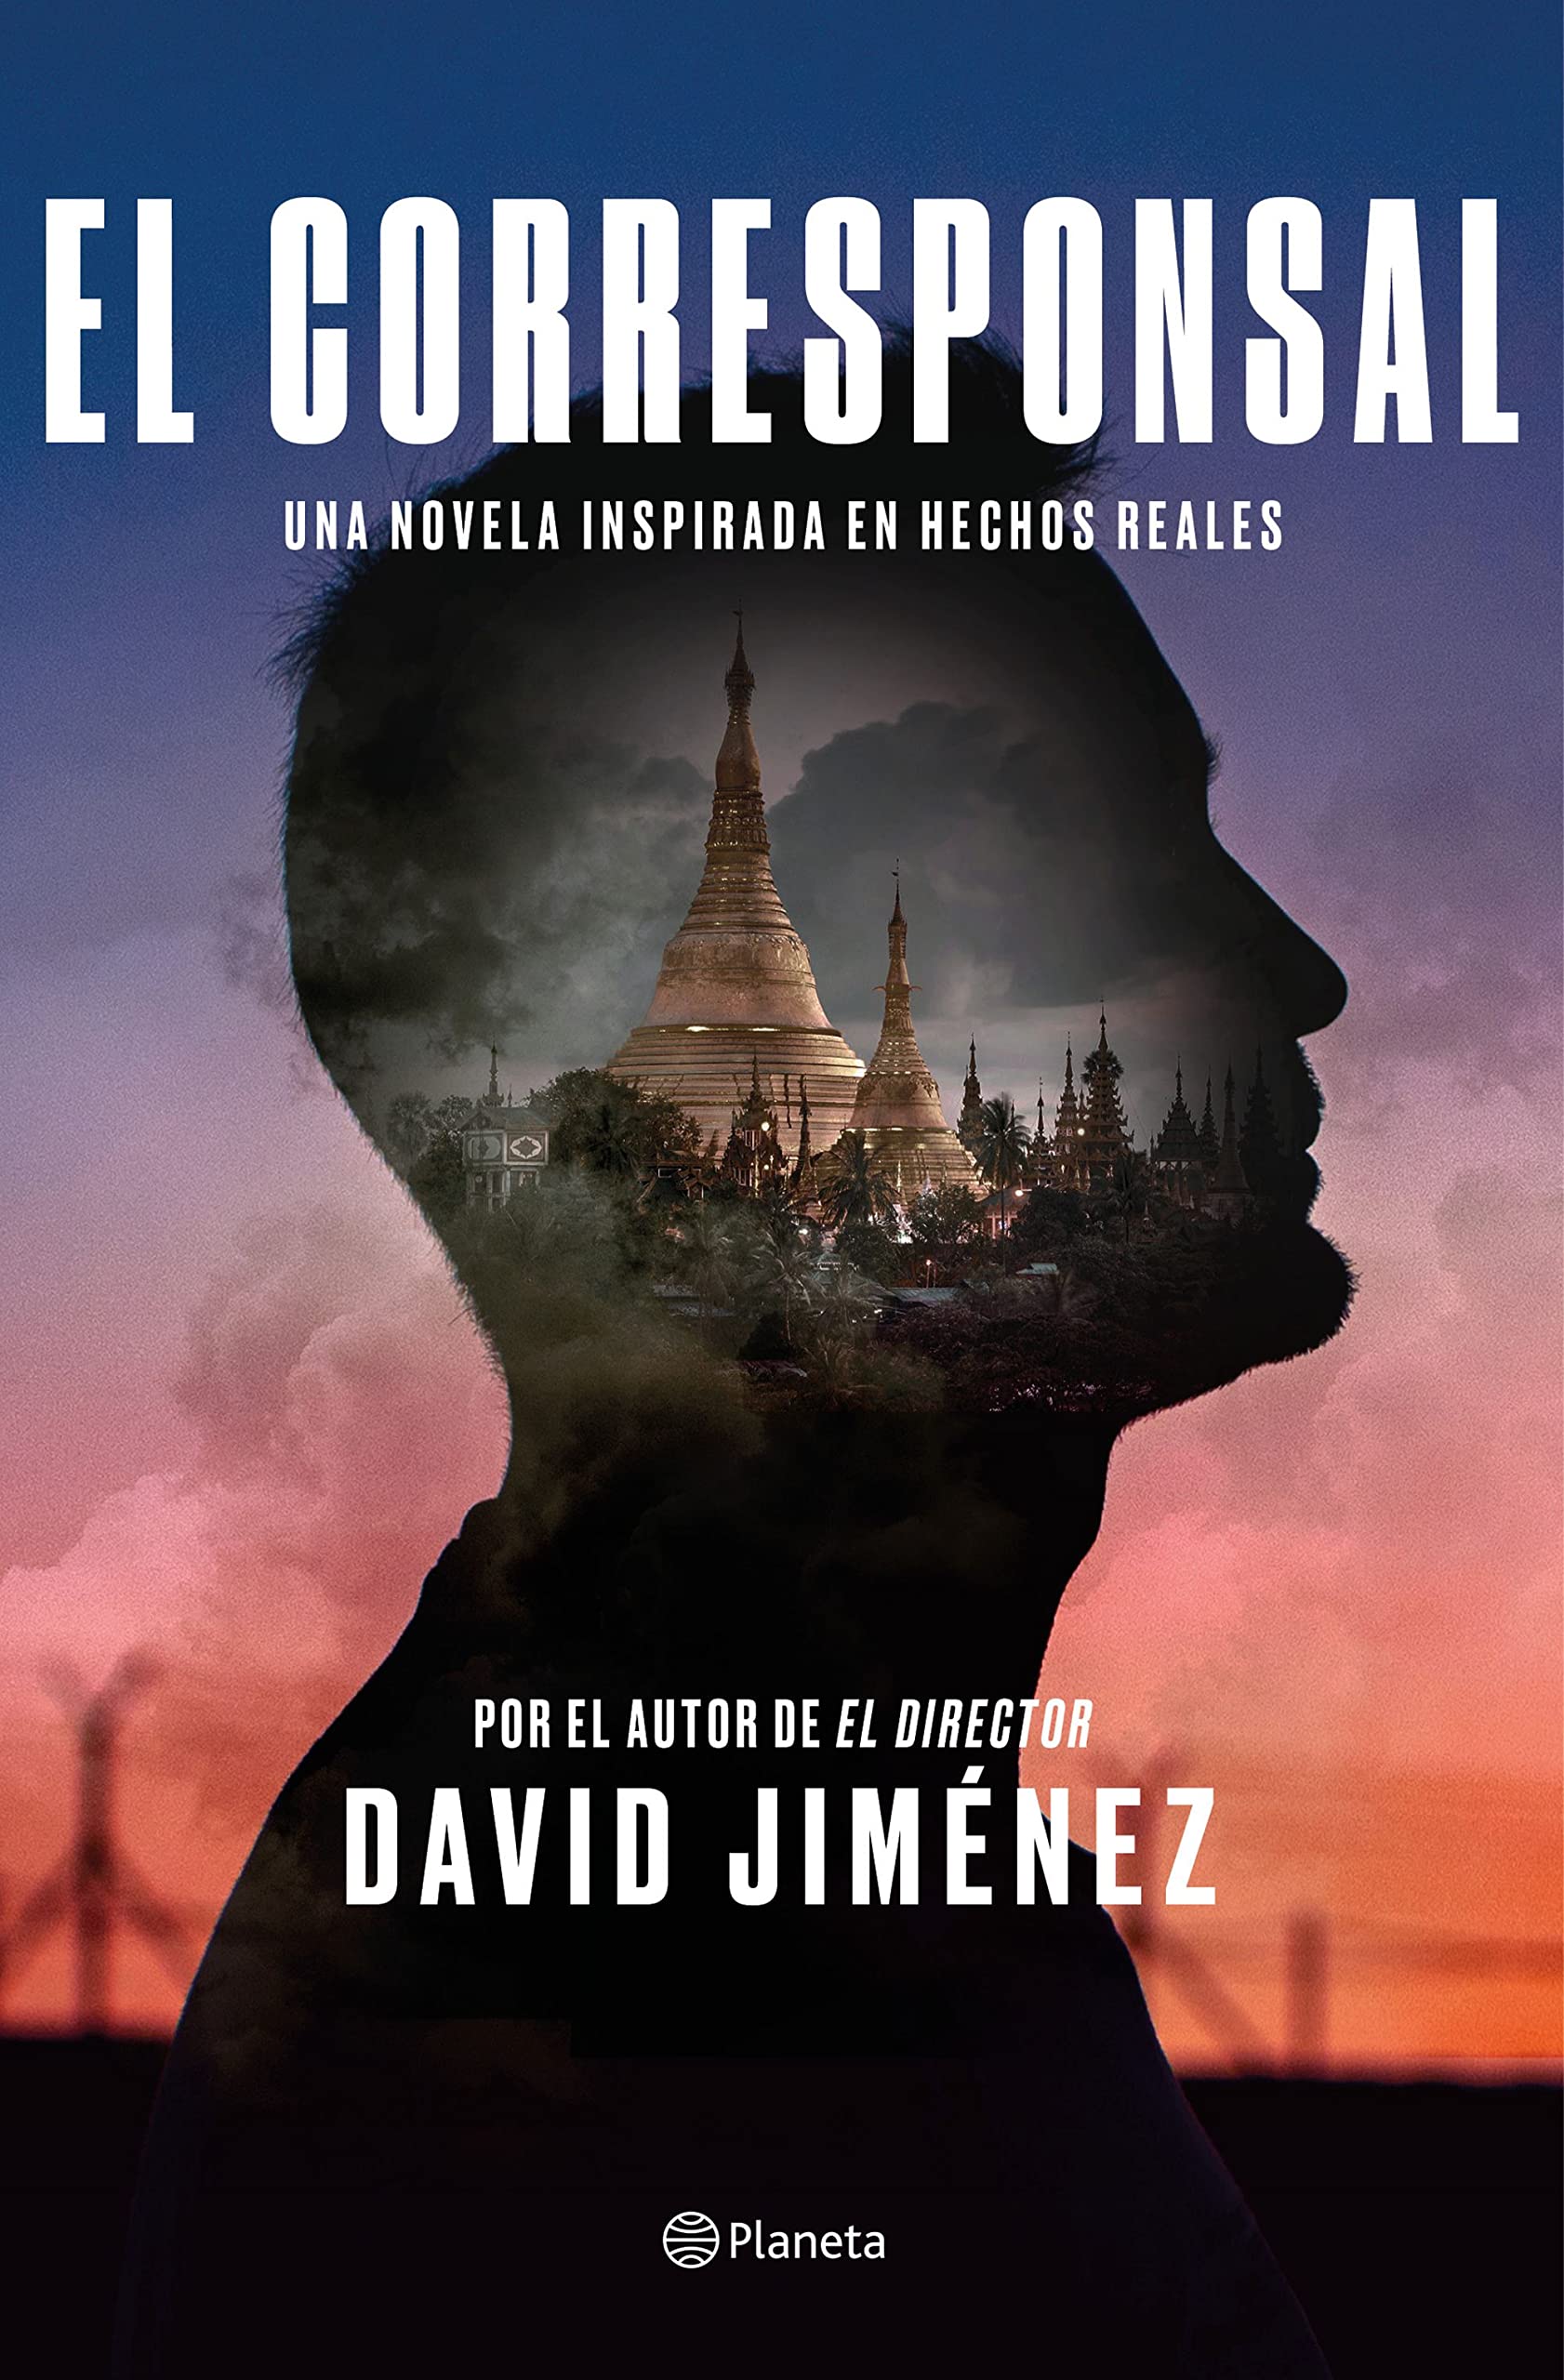 EL CORRESPONSAL
UNA NOVELA INSPIRADA EN HECHOS REALES
POR EL AUTOR DE EL DIRECTOR
DAVID JIMÉNEZ
Planeta